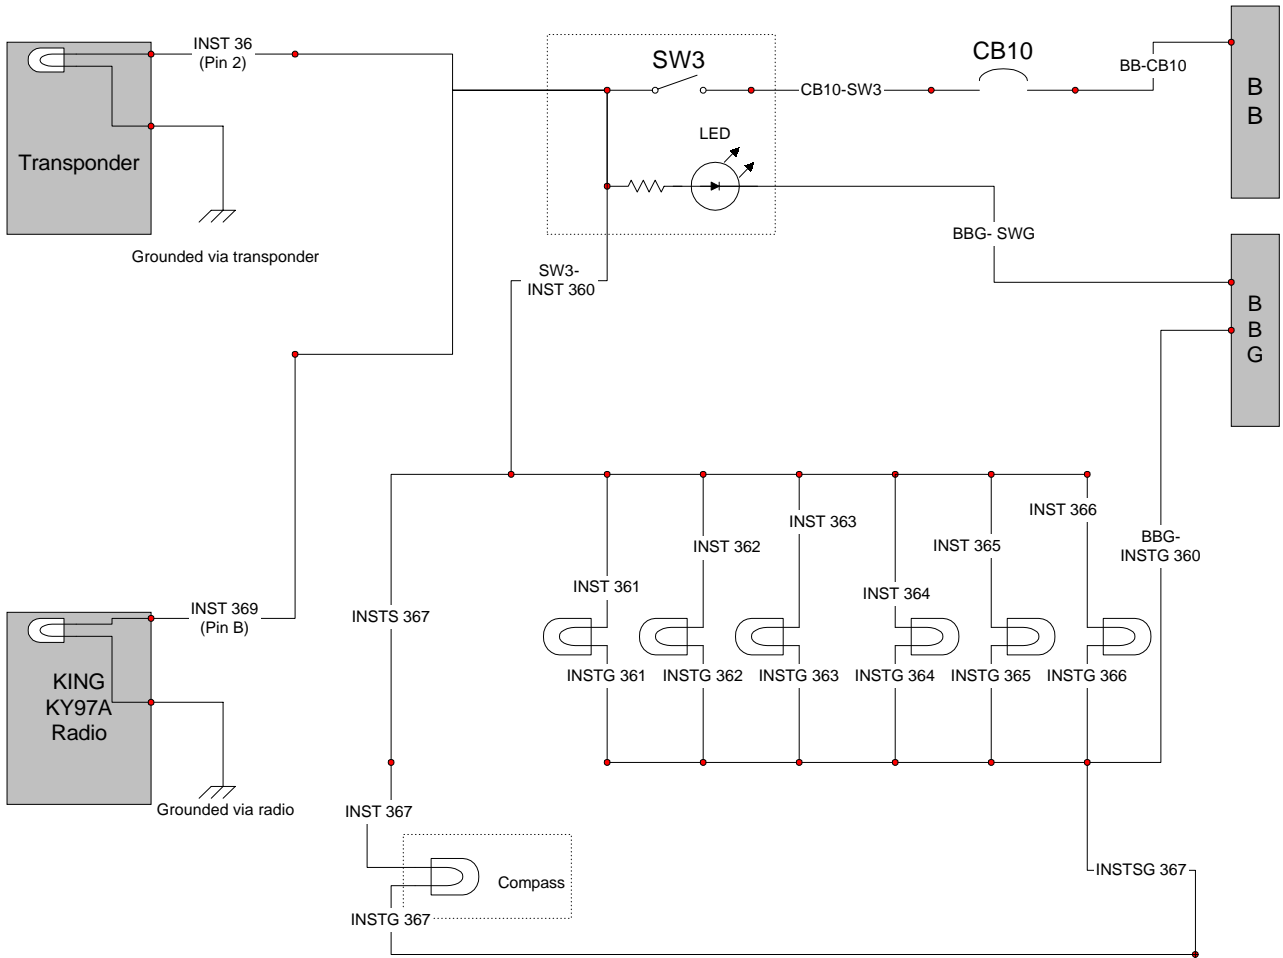 INST 36
(Pin 2)
SW3
CB10
BB-CB10
B
B
CB10-SW3
LED
Transponder
Grounded via transponder
BBG- SWG
SW3-
INST 360
B
B
G
INST 363
INST 366
INST 362
INST 365
BBG-
INSTG 360
INST 361
INST 364
INST 369
(Pin B)
INSTS 367
KING
KY97A
Radio
INSTG 361
INSTG 362
INSTG 363
INSTG 364
INSTG 365
INSTG 366
Grounded via radio
INST 367
Compass
INSTSG 367
INSTG 367